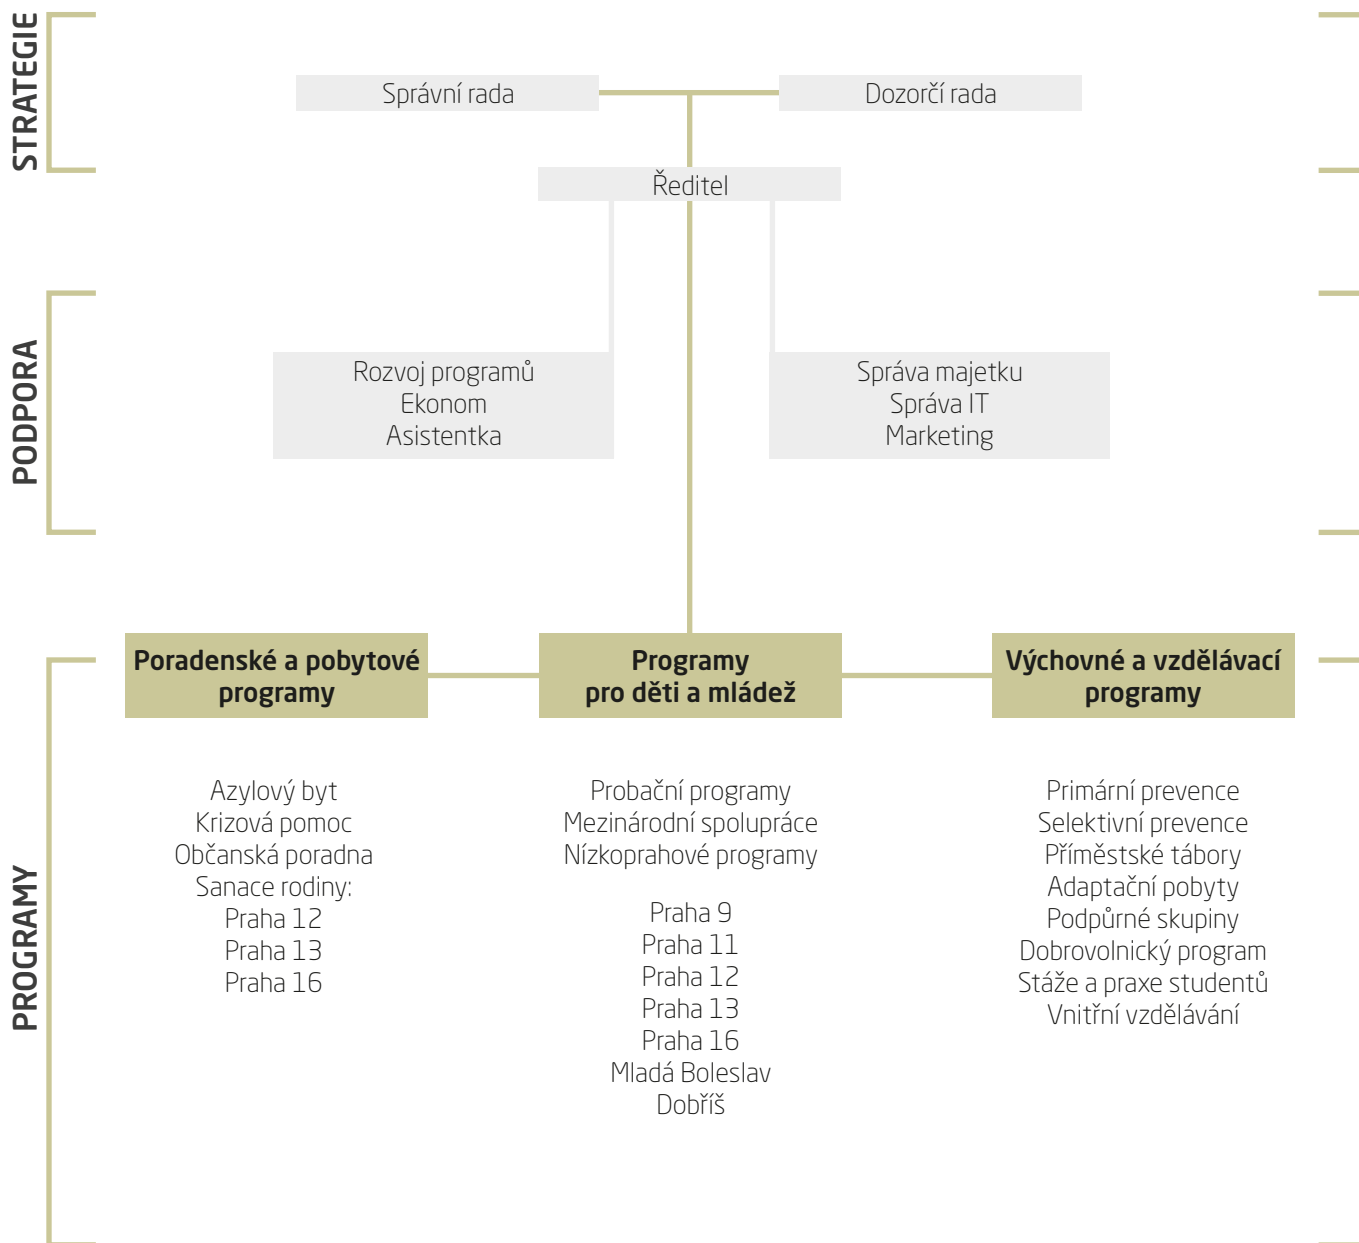 STRATEGIE
Správní rada
Dozorčí rada
Ředitel
PODPORA
Rozvoj programů
Ekonom
Asistentka
Správa majetku
Správa IT
Marketing
PROGRAMY
Poradenské a pobytové
programy
Azylový byt
Krizová pomoc
Občanská poradna
Sanace rodiny:
Praha 12
Praha 13
Praha 16
Programy
pro děti a mládež
Probační programy
Mezinárodní spolupráce
Nízkoprahové programy
Praha 9
Praha 11
Praha 12
Praha 13
Praha 16
Mladá Boleslav
Dobříš
Výchovné a vzdělávací
programy
Primární prevence
Selektivní prevence
Příměstské tábory
Adaptační pobyty
Podpůrné skupiny
Dobrovolnický program
Stáže a praxe studentů
Vnitřní vzdělávání